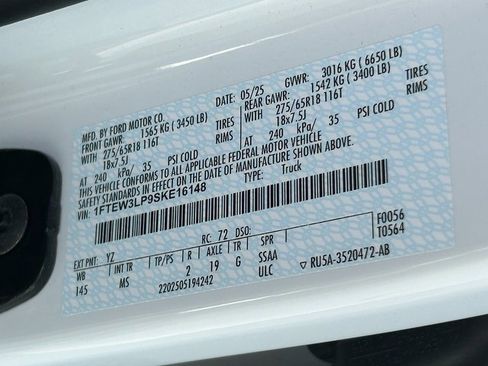 MFD. BY FORD MOTOR CO.
DATE: 05/25 GVWR: 3016 KG (6650 LB)
FRONT GAWR: 1565 KG (3450 LB) REAR GAWR: 1542 KG (3400 LB)
WITH 275/65R18 116T TIRES WITH 275/65R18 116T TIRES
18x7.5J RIMS 18x7.5J RIMS
AT 240 kPa/ 35 PSI COLD AT 240 kPa/ 35 PSI COLD
THIS VEHICLE CONFORMS TO ALL APPLICABLE FEDERAL MOTOR VEHICLE
SAFETY STANDARDS IN EFFECT ON THE DATE OF MANUFACTURE SHOWN ABOVE.
VIN: 1FTEW3LP9SKE16148 TYPE: Truck
F0056
T0564
EXT PNT: YZ RC: 72 DSO:
WB INT TR TP/PS R AXLE TR SPR
145 MS 2 19 G SSAA
ULC
2202505194242
▽ RU5A-3520472-AB